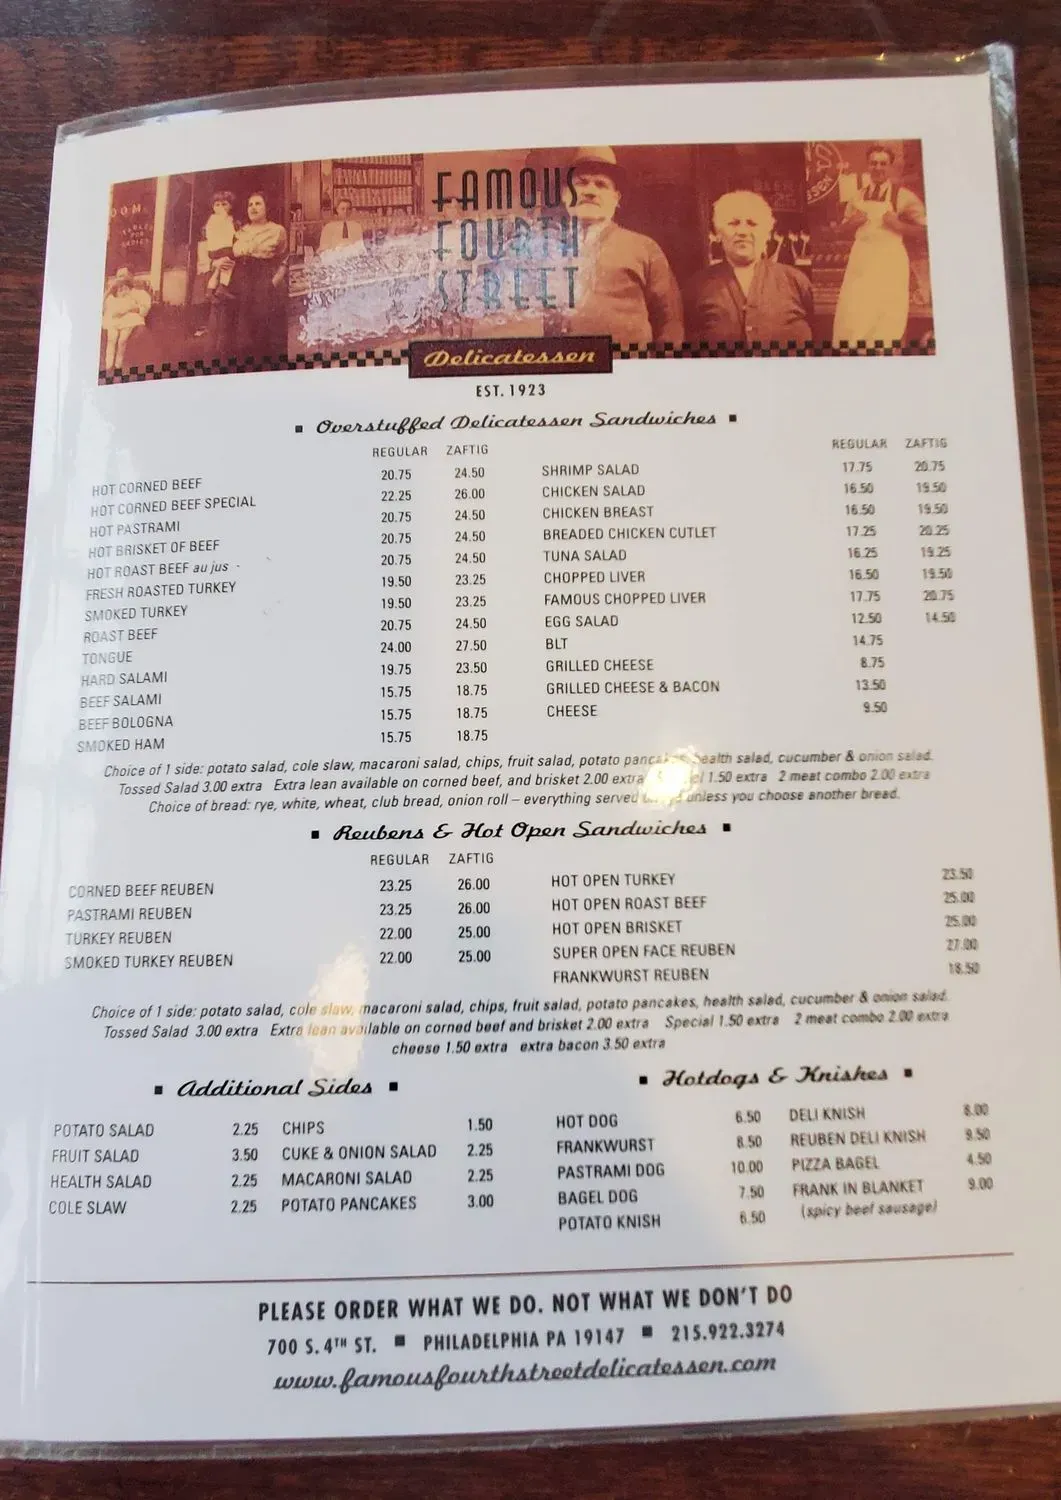 FAMOUS
FOURTH
STREET
Delicatessen
EST. 1923
Overstuffed Delicatessen Sandwiches
REGULAR ZAFTIG
HOT CORNED BEEF 20.75 24.50
HOT CORNED BEEF SPECIAL 22.25 26.00
HOT PASTRAMI 20.75 24.50
HOT BRISKET OF BEEF 20.75 24.50
HOT ROAST BEEF au jus 20.75 24.50
FRESH ROASTED TURKEY 19.50 23.25
SMOKED TURKEY 19.50 23.25
ROAST BEEF 20.75 24.50
TONGUE 24.00 27.50
HARD SALAMI 19.75 23.50
BEEF SALAMI 15.75 18.75
BEEF BOLOGNA 15.75 18.75
SMOKED HAM 15.75 18.75
REGULAR ZAFTIG
SHRIMP SALAD 17.75 20.75
CHICKEN SALAD 16.50 19.50
CHICKEN BREAST 16.50 19.50
BREADED CHICKEN CUTLET 17.25 20.25
TUNA SALAD 16.25 19.25
CHOPPED LIVER 16.50 19.50
FAMOUS CHOPPED LIVER 17.75 20.75
EGG SALAD 12.50 14.50
BLT 14.75
GRILLED CHEESE 8.75
GRILLED CHEESE & BACON 13.50
CHEESE 9.50
Choice of 1 side: potato salad, cole slaw, macaroni salad, chips, fruit salad, potato pancakes, health salad, cucumber & onion salad.
Tossed Salad 3.00 extra Extra lean available on corned beef, and brisket 2.00 extra 1.50 extra 2 meat combo 2.00 extra
Choice of bread: rye, white, wheat, club bread, onion roll – everything served unless you choose another bread.
Reubens & Hot Open Sandwiches
REGULAR ZAFTIG
CORNED BEEF REUBEN 23.25 26.00
PASTRAMI REUBEN 23.25 26.00
TURKEY REUBEN 22.00 25.00
SMOKED TURKEY REUBEN 22.00 25.00
HOT OPEN TURKEY 23.50
HOT OPEN ROAST BEEF 25.00
HOT OPEN BRISKET 25.00
SUPER OPEN FACE REUBEN 27.00
FRANKWURST REUBEN 18.50
Choice of 1 side: potato salad, cole slaw, macaroni salad, chips, fruit salad, potato pancakes, health salad, cucumber & onion salad.
Tossed Salad 3.00 extra Extra lean available on corned beef and brisket 2.00 extra Special 1.50 extra 2 meat combo 2.00 extra
cheese 1.50 extra extra bacon 3.50 extra
Additional Sides
POTATO SALAD 2.25 CHIPS 1.50
FRUIT SALAD 3.50 CUKE & ONION SALAD 2.25
HEALTH SALAD 2.25 MACARONI SALAD 2.25
COLE SLAW 2.25 POTATO PANCAKES 3.00
Hotdogs & Knishes
HOT DOG 6.50 DELI KNISH 8.00
FRANKWURST 8.50 REUBEN DELI KNISH 9.50
PASTRAMI DOG 10.00 PIZZA BAGEL 4.50
BAGEL DOG 7.50 FRANK IN BLANKET 9.00
POTATO KNISH 6.50 (spicy beef sausage)
PLEASE ORDER WHAT WE DO. NOT WHAT WE DON'T DO
700 S. 4TH ST. ■ PHILADELPHIA PA 19147 ■ 215.922.3274
www.famousfourthstreetdelicatessen.com